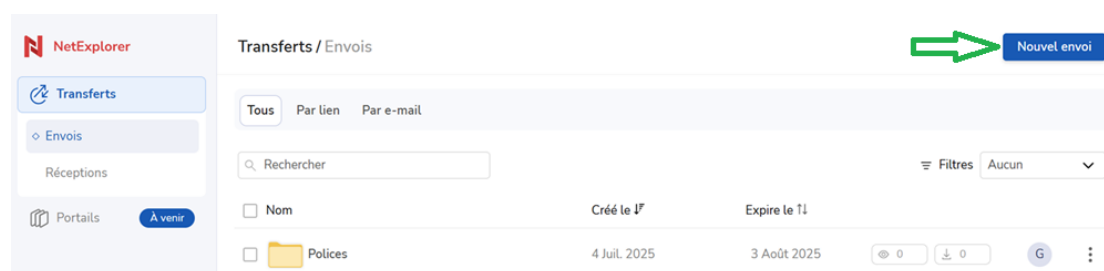 NetExplorer
Transferts / Envois
Nouvel envoi
Transferts
Envois
Réceptions
Portails
À venir
Tous Par lien Par e-mail
Rechercher
Filtres Aucun
Nom Créé le Expire le
Polices 4 Juil. 2025 3 Août 2025 0 0 G